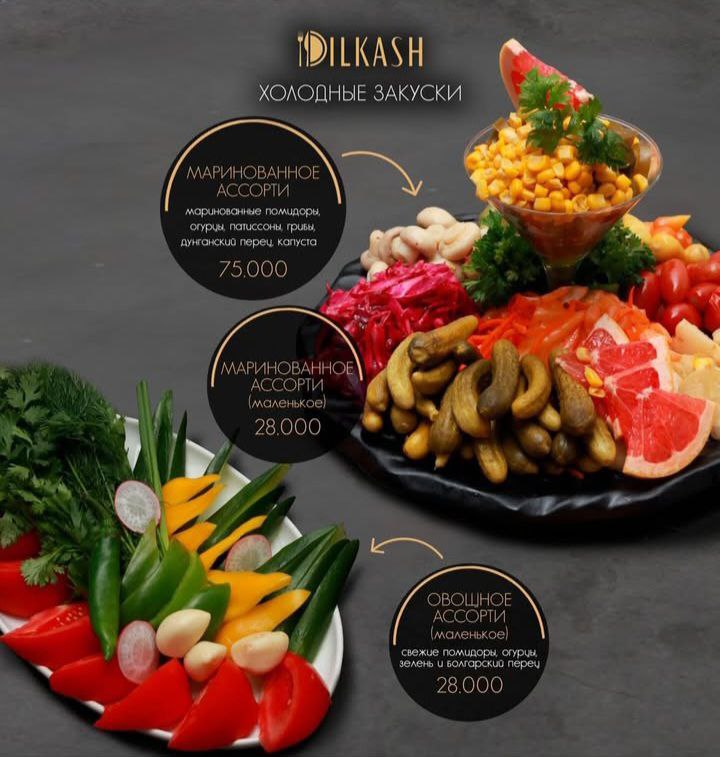 DILKASH
ХОЛОДНЫЕ ЗАКУСКИ
МАРИНОВАННОЕ
АССОРТИ
маринованные помидоры,
огурцы, патиссоны, грибы,
дунганский перец, капуста
75.000
МАРИНОВАННОЕ
АССОРТИ
(маленькое)
28.000
ОВОЩНОЕ
АССОРТИ
(маленькое)
свежие помидоры, огурцы,
зелень и болгарский перец
28.000